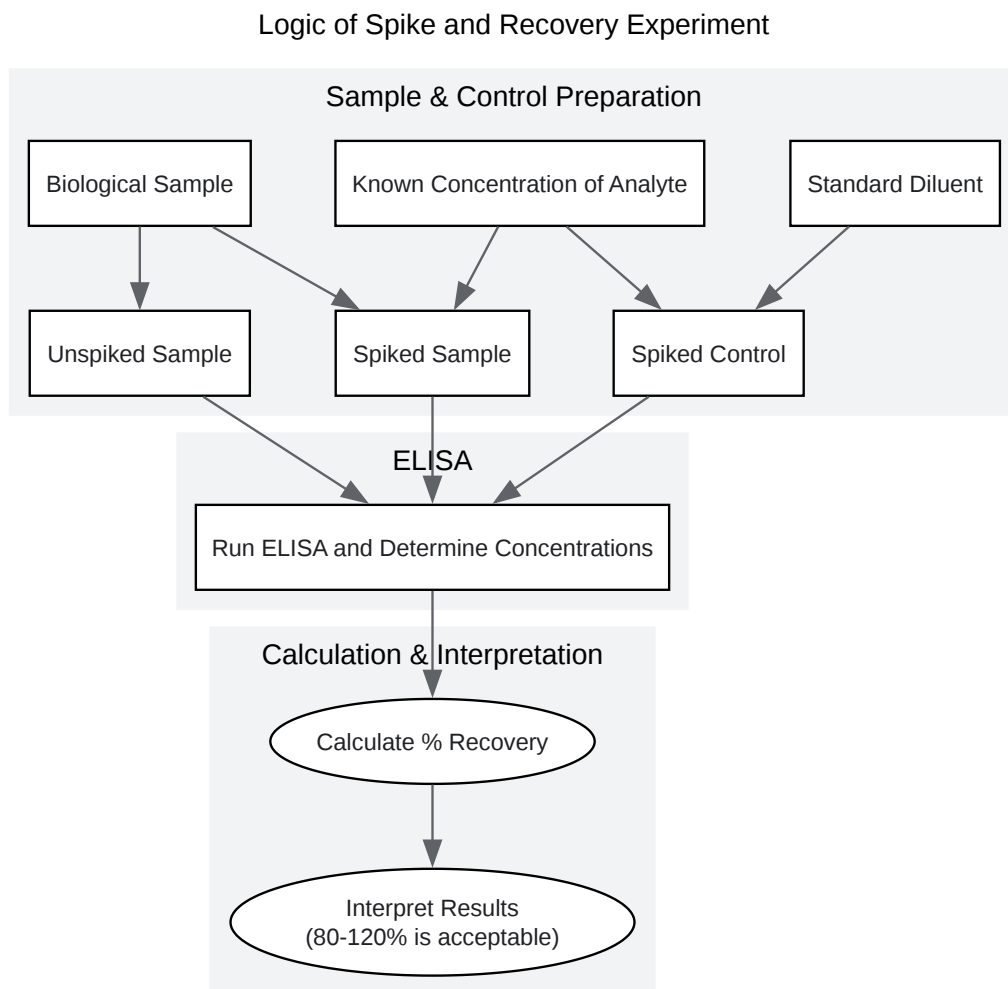 Logic of Spike and Recovery Experiment
Sample & Control Preparation
Biological Sample
Known Concentration of Analyte
Standard Diluent
Unspiked Sample
Spiked Sample
Spiked Control
ELISA
Run ELISA and Determine Concentrations
Calculation & Interpretation
Calculate % Recovery
Interpret Results
(80-120% is acceptable)